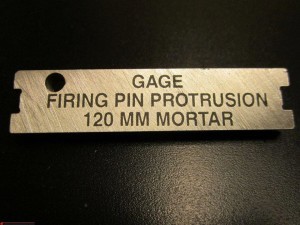 GAGE
FIRING PIN PROTRUSION
120 MM MORTAR